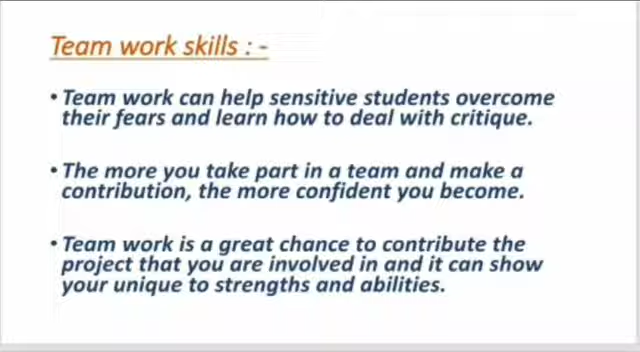 Team work skills : -
• Team work can help sensitive students overcome
their fears and learn how to deal with critique.
• The more you take part in a team and make a
contribution, the more confident you become.
• Team work is a great chance to contribute the
project that you are involved in and it can show
your unique to strengths and abilities.